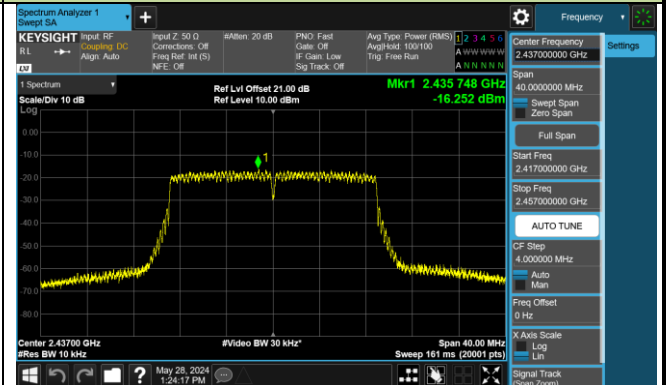 Spectrum Analyzer 1
Swept SA
+
Frequency
KEYSIGHT Input: RF Input Z: 50 Ω #Atten: 20 dB PNO: Fast Avg Type: Power (RMS) 1 2 3 4 5 6
RL Coupling: DC Corrections: Off Gate: Off Avg|Hold: 100/100 A W W W W W
Align: Auto Freq Ref: Int (S) IF Gain: Low Trig: Free Run
NFE: Off Sig Track: Off A N N N N N
Center Frequency
2.437000000 GHz
Settings
Span
40.0000000 MHz
Swept Span
Zero Span
Full Span
Start Freq
2.417000000 GHz
Stop Freq
2.457000000 GHz
AUTO TUNE
CF Step
4.000000 MHz
Auto
Man
Freq Offset
0 Hz
X Axis Scale
Log
Lin
Signal Track
(Span Zoom)
1 Spectrum
Scale/Div 10 dB
Ref Lvl Offset 21.00 dB
Ref Level 10.00 dBm
Mkr1 2.435 748 GHz
-16.252 dBm
Log
0.00
-10.0
-20.0
-30.0
-40.0
-50.0
-60.0
-70.0
-80.0
1
Center 2.43700 GHz #Video BW 30 kHz* Span 40.00 MHz
#Res BW 10 kHz Sweep 161 ms (20001 pts)
? May 28, 2024
1:24:17 PM